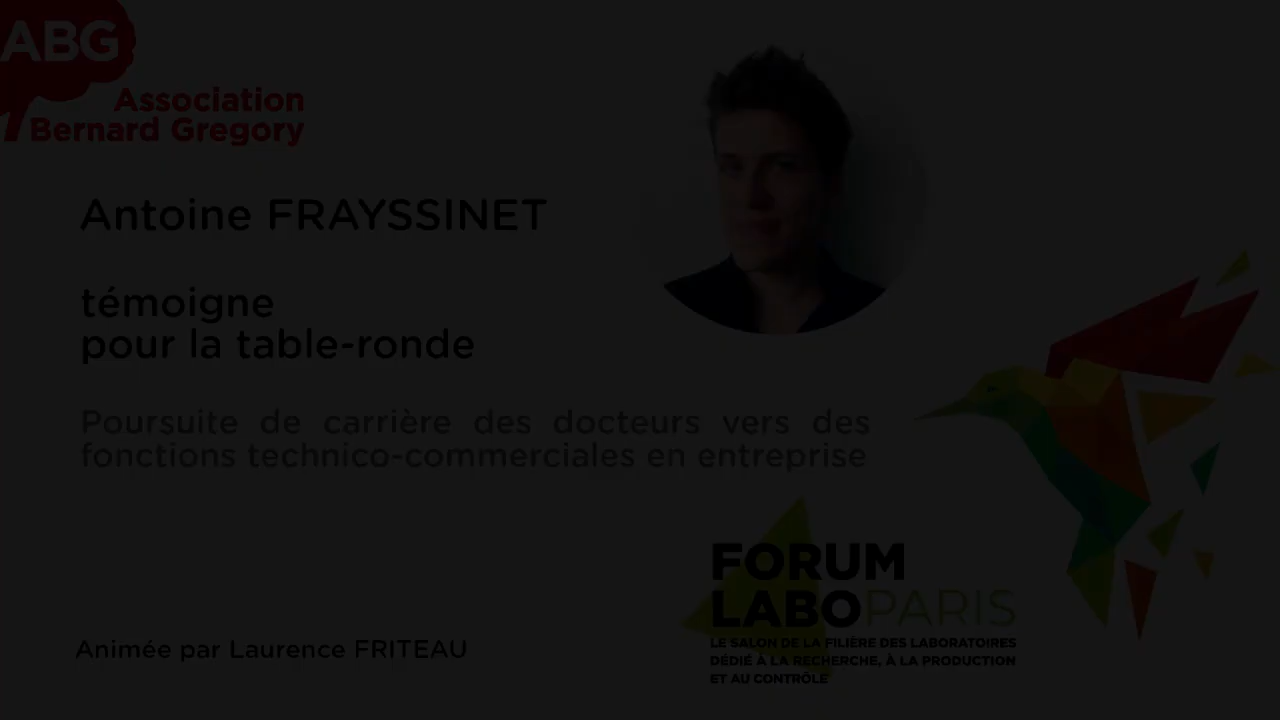 ABG
Association
Bernard Gregory
Antoine FRAYSSINET
témoigne
pour la table-ronde
Poursuite de carrière des docteurs vers des
fonctions technico-commerciales en entreprise
FORUM
LABO PARIS
LE SALON DE LA FILIÈRE DES LABORATOIRES
DÉDIÉ À LA RECHERCHE, À LA PRODUCTION
ET AU CONTRÔLE
Animée par Laurence FRITEAU